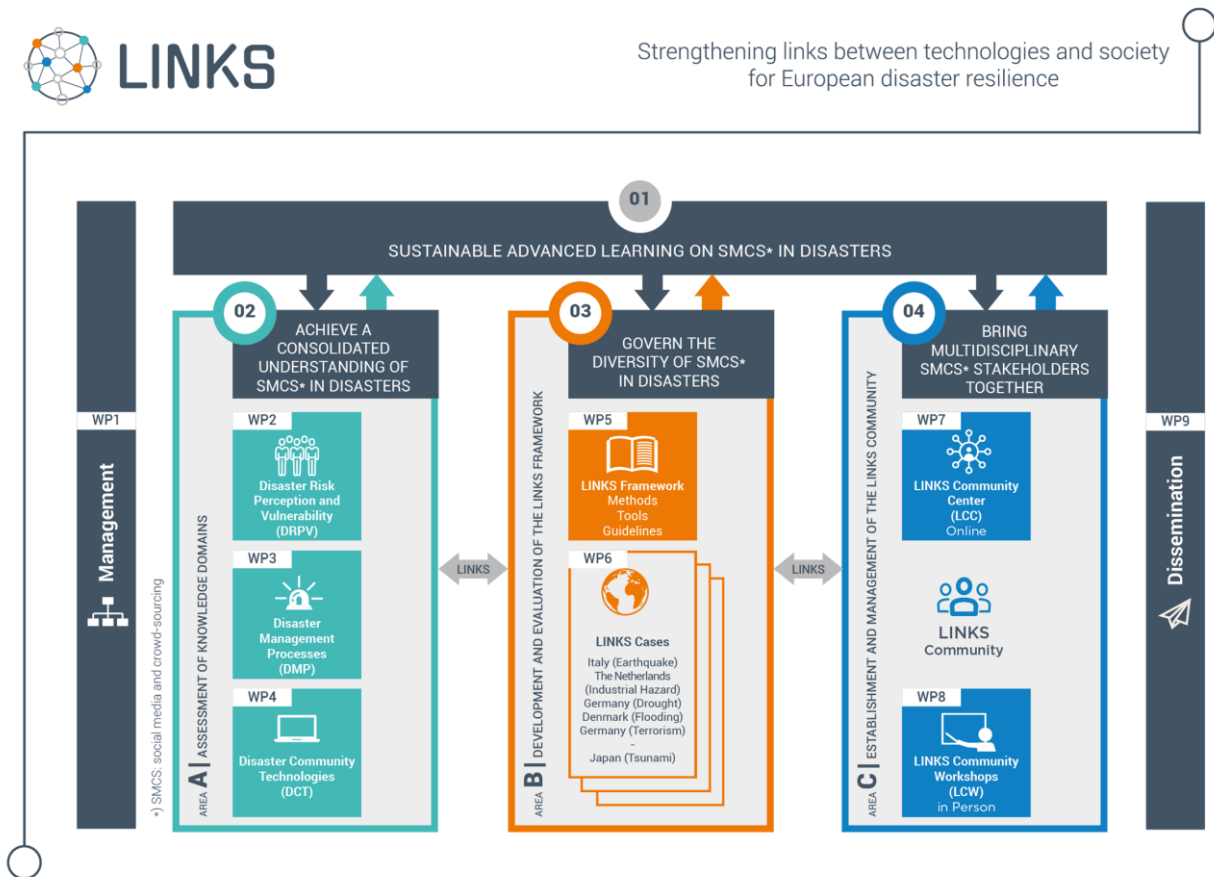 LINKS
Strengthening links between technologies and society
for European disaster resilience
01
SUSTAINABLE ADVANCED LEARNING ON SMCS* IN DISASTERS
WP1
Management
*) SMCS: social media and crowd-sourcing
02
ACHIEVE A
CONSOLIDATED
UNDERSTANDING OF
SMCS* IN DISASTERS
AREA A | ASSESSMENT OF KNOWLEDGE DOMAINS
WP2
Disaster Risk
Perception and
Vulnerability
(DRPV)
WP3
Disaster
Management
Processes
(DMP)
WP4
Disaster Community
Technologies
(DCT)
LINKS
03
GOVERN THE
DIVERSITY OF SMCS*
IN DISASTERS
AREA B | DEVELOPMENT AND EVALUATION OF THE LINKS FRAMEWORK
WP5
LINKS Framework
Methods
Tools
Guidelines
WP6
LINKS Cases
Italy (Earthquake)
The Netherlands
(Industrial Hazard)
Germany (Drought)
Denmark (Flooding)
Germany (Terrorism)
-
Japan (Tsunami)
LINKS
04
BRING
MULTIDISCIPLINARY
SMCS* STAKEHOLDERS
TOGETHER
AREA C | ESTABLISHMENT AND MANAGEMENT OF THE LINKS COMMUNITY
WP7
LINKS Community
Center
(LCC)
Online
LINKS
Community
WP8
LINKS Community
Workshops
(LCW)
in Person
WP9
Dissemination